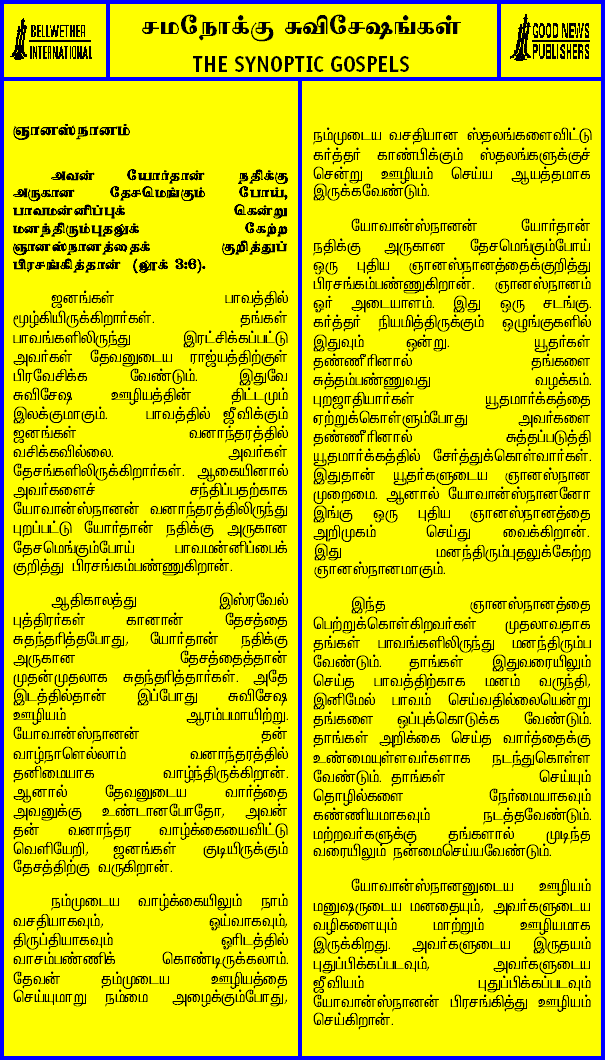 BELLWETHER
INTERNATIONAL
சமநோக்கு சுவிசேஷங்கள்
THE SYNOPTIC GOSPELS
GOOD NEWS
PUBLISHERS
ஞானஸ்நானம்
அவன் யோர்தான் நதிக்கு
அருகான தேசமெங்கும் போய்,
பாவமன்னிப்புக் கென்று
மனந்திரும்புதலுக் கேற்ற
ஞானஸ்நானத்தைக் குறித்துப்
பிரசங்கித்தான் (லூக் 3:6).
ஜனங்கள் பாவத்தில்
மூழ்கியிருக்கிறார்கள். தங்கள்
பாவங்களிலிருந்து இரட்சிக்கப்பட்டு
அவர்கள் தேவனுடைய ராஜ்யத்திற்குள்
பிரவேசிக்க வேண்டும். இதுவே
சுவிசேஷ ஊழியத்தின் திட்டமும்
இலக்குமாகும். பாவத்தில் ஜீவிக்கும்
ஜனங்கள் வனாந்தரத்தில்
வசிக்கவில்லை. அவர்கள்
தேசங்களிலிருக்கிறார்கள். ஆகையினால்
அவர்களைச் சந்திப்பதற்காக
யோவான்ஸ்நானன் வனாந்தரத்திலிருந்து
புறப்பட்டு யோர்தான் நதிக்கு அருகான
தேசமெங்கும்போய் பாவமன்னிப்பைக்
குறித்து பிரசங்கம்பண்ணுகிறான்.
ஆதிகாலத்து இஸ்ரவேல்
புத்திரர்கள் கானான் தேசத்தை
சுதந்தரித்தபோது, யோர்தான் நதிக்கு
அருகான தேசத்தைத்தான்
முதன்முதலாக சுதந்தரித்தார்கள். அதே
இடத்தில்தான் இப்போது சுவிசேஷ
ஊழியம் ஆரம்பமாயிற்று.
யோவான்ஸ்நானன் தன்
வாழ்நாளெல்லாம் வனாந்தரத்தில்
தனிமையாக வாழ்ந்திருக்கிறான்.
ஆனால் தேவனுடைய வார்த்தை
அவனுக்கு உண்டானபோதோ, அவன்
தன் வனாந்தர வாழ்க்கையைவிட்டு
வெளியேறி, ஜனங்கள் குடியிருக்கும்
தேசத்திற்கு வருகிறான்.
நம்முடைய வாழ்க்கையிலும் நாம்
வசதியாகவும், ஓய்வாகவும்,
திருப்தியாகவும் ஓரிடத்தில்
வாசம்பண்ணிக் கொண்டிருக்கலாம்.
தேவன் தம்முடைய ஊழியத்தை
செய்யுமாறு நம்மை அழைக்கும்போது,
நம்முடைய வசதியான ஸ்தலங்களைவிட்டு
கர்த்தர் காண்பிக்கும் ஸ்தலங்களுக்குச்
சென்று ஊழியம் செய்ய ஆயத்தமாக
இருக்கவேண்டும்.
யோவான்ஸ்நானன் யோர்தான்
நதிக்கு அருகான தேசமெங்கும்போய்
ஒரு புதிய ஞானஸ்நானத்தைக்குறித்து
பிரசங்கம்பண்ணுகிறான். ஞானஸ்நானம்
ஓர் அடையாளம். இது ஒரு சடங்கு.
கர்த்தர் நியமித்திருக்கும் ஒழுங்குகளில்
இதுவும் ஒன்று. யூதர்கள்
தண்ணீரினால் தங்களை
சுத்தம்பண்ணுவது வழக்கம்.
புறஜாதியார்கள் யூதமார்க்கத்தை
ஏற்றுக்கொள்ளும்போது அவர்களை
தண்ணீரினால் சுத்தப்படுத்தி
யூதமார்க்கத்தில் சேர்த்துக்கொள்வார்கள்.
இதுதான் யூதர்களுடைய ஞானஸ்நான
முறைமை. ஆனால் யோவான்ஸ்நானனோ
இங்கு ஒரு புதிய ஞானஸ்நானத்தை
அறிமுகம் செய்து வைக்கிறான்.
இது மனந்திரும்புதலுக்கேற்ற
ஞானஸ்நானமாகும்.
இந்த ஞானஸ்நானத்தை
பெற்றுக்கொள்கிறவர்கள் முதலாவதாக
தங்கள் பாவங்களிலிருந்து மனந்திரும்ப
வேண்டும். தாங்கள் இதுவரையிலும்
செய்த பாவத்திற்காக மனம் வருந்தி,
இனிமேல் பாவம் செய்வதில்லையென்று
தங்களை ஒப்புக்கொடுக்க வேண்டும்.
தாங்கள் அறிக்கை செய்த வார்த்தைக்கு
உண்மையுள்ளவர்களாக நடந்துகொள்ள
வேண்டும். தாங்கள் செய்யும்
தொழில்களை நேர்மையாகவும்
கண்ணியமாகவும் நடத்தவேண்டும்.
மற்றவர்களுக்கு தங்களால் முடிந்த
வரையிலும் நன்மைசெய்யவேண்டும்.
யோவான்ஸ்நானனுடைய ஊழியம்
மனுஷருடைய மனதையும், அவர்களுடைய
வழிகளையும் மாற்றும் ஊழியமாக
இருக்கிறது. அவர்களுடைய இருதயம்
புதுப்பிக்கப்படவும், அவர்களுடைய
ஜீவியம் புதுப்பிக்கப்படவும்
யோவான்ஸ்நானன் பிரசங்கித்து ஊழியம்
செய்கிறான்.